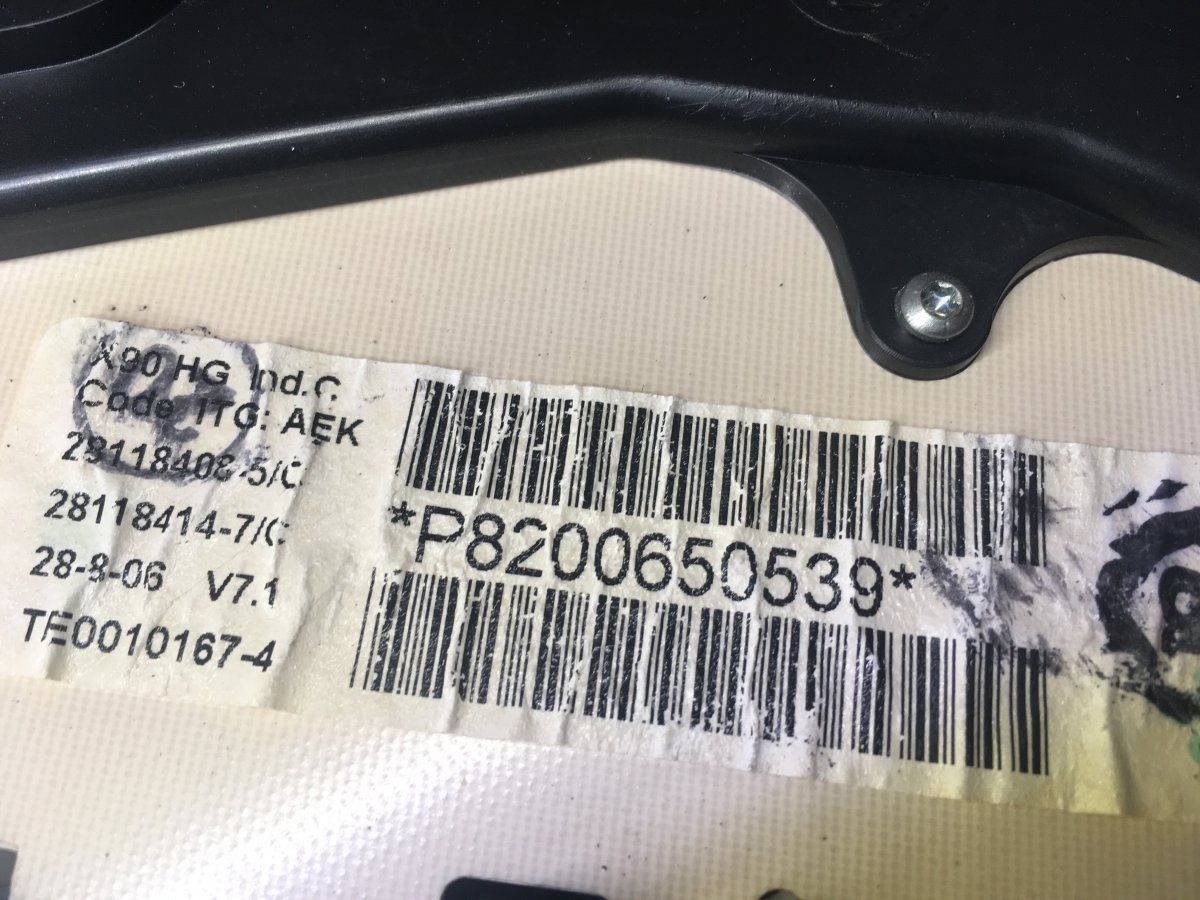 X90 HG Ind.C
Code ITG: AEK
28118408-5/C
28118414-7/C
28-8-06 V7.1
TE0010167-4
*P8200650539*